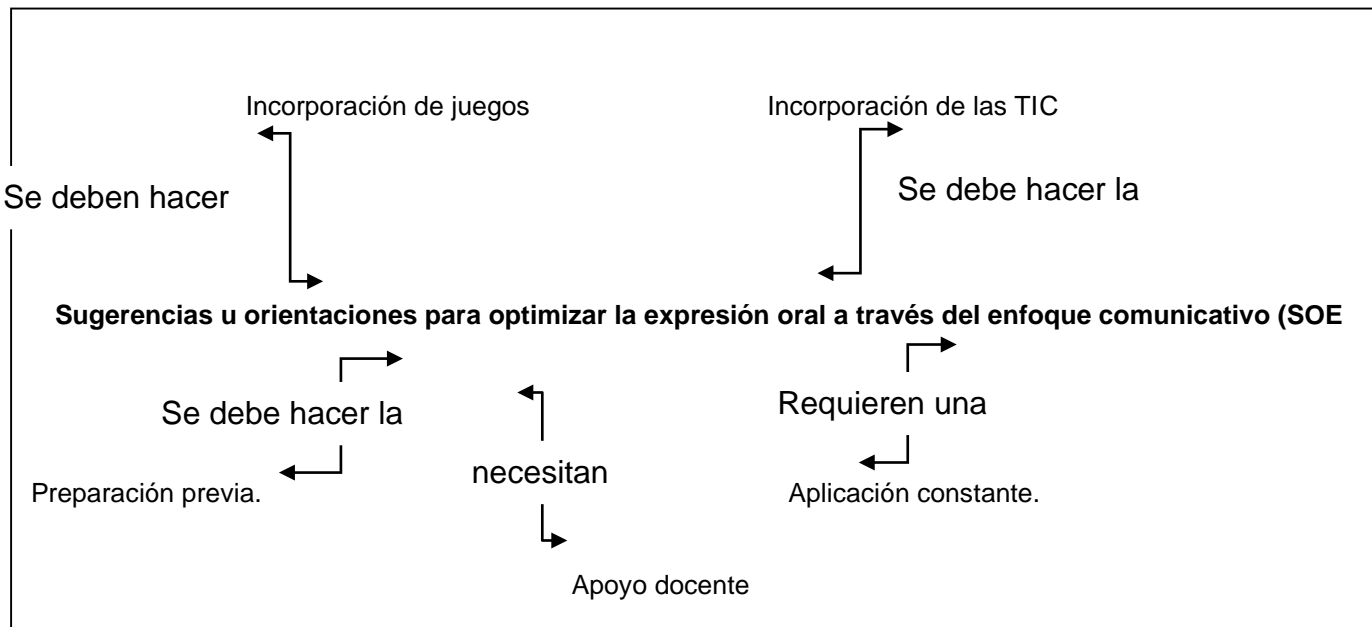 Incorporación de juegos
Incorporación de las TIC
Se deben hacer
Se debe hacer la
Sugerencias u orientaciones para optimizar la expresión oral a través del enfoque comunicativo (SOE
Se debe hacer la
Requieren una
necesitan
Preparación previa.
Aplicación constante.
Apoyo docente